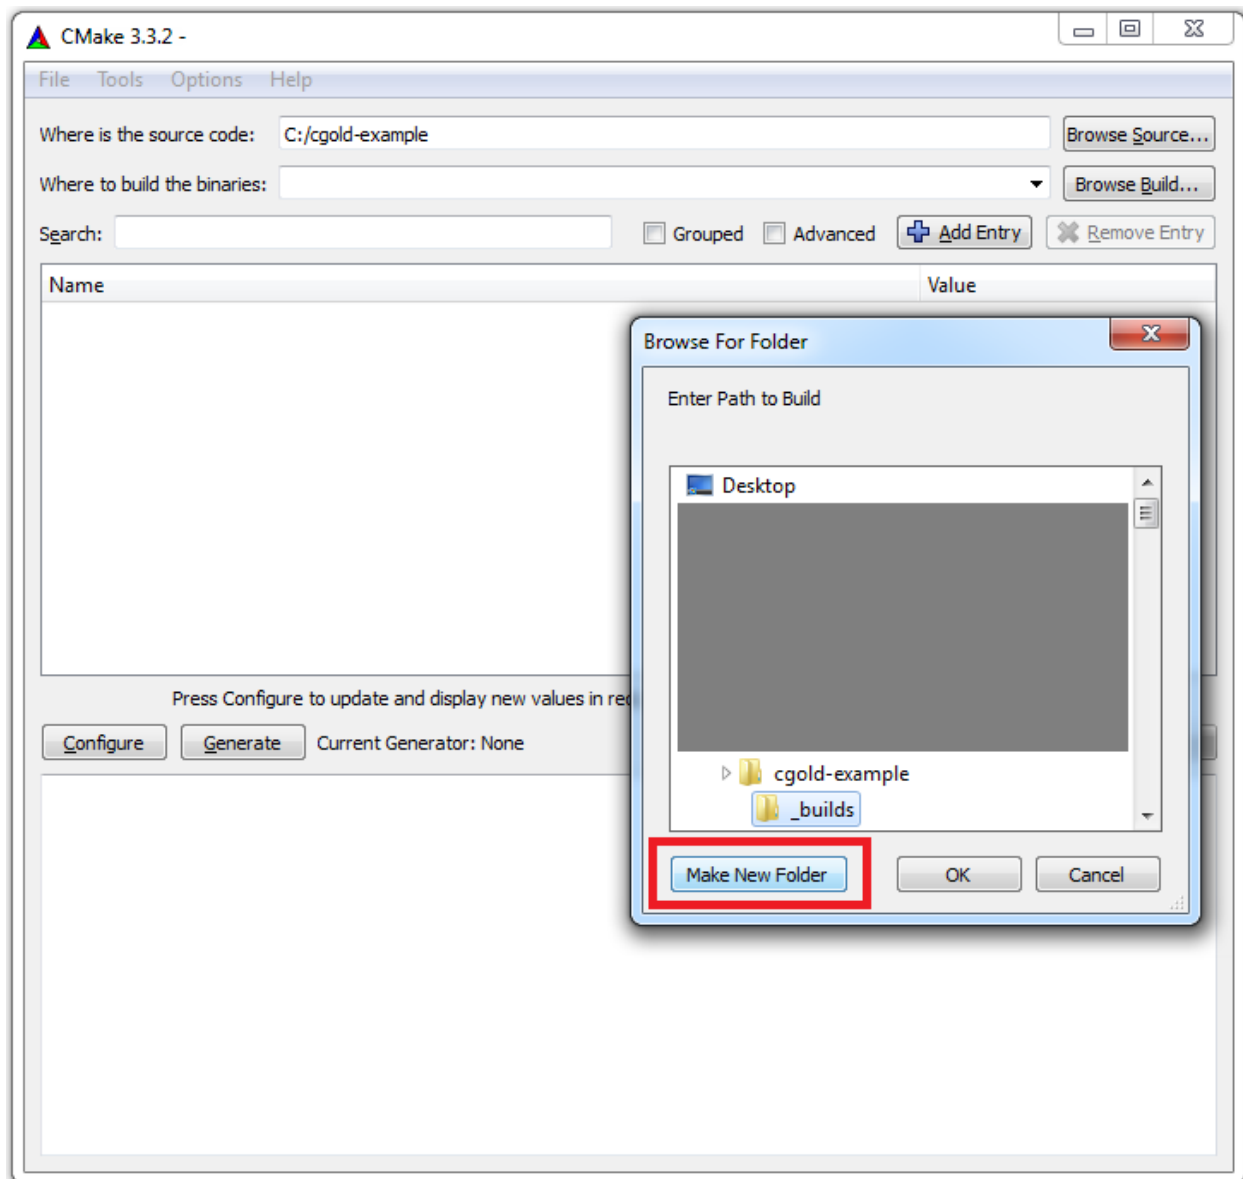 CMake 3.3.2 -
File Tools Options Help
Where is the source code: C:/cgold-example Browse Source...
Where to build the binaries: Browse Build...
Search: Grouped Advanced Add Entry Remove Entry
Name Value
Browse For Folder
Enter Path to Build
Desktop
cgold-example
_builds
Make New Folder OK Cancel
Press Configure to update and display new values in red
Configure Generate Current Generator: None